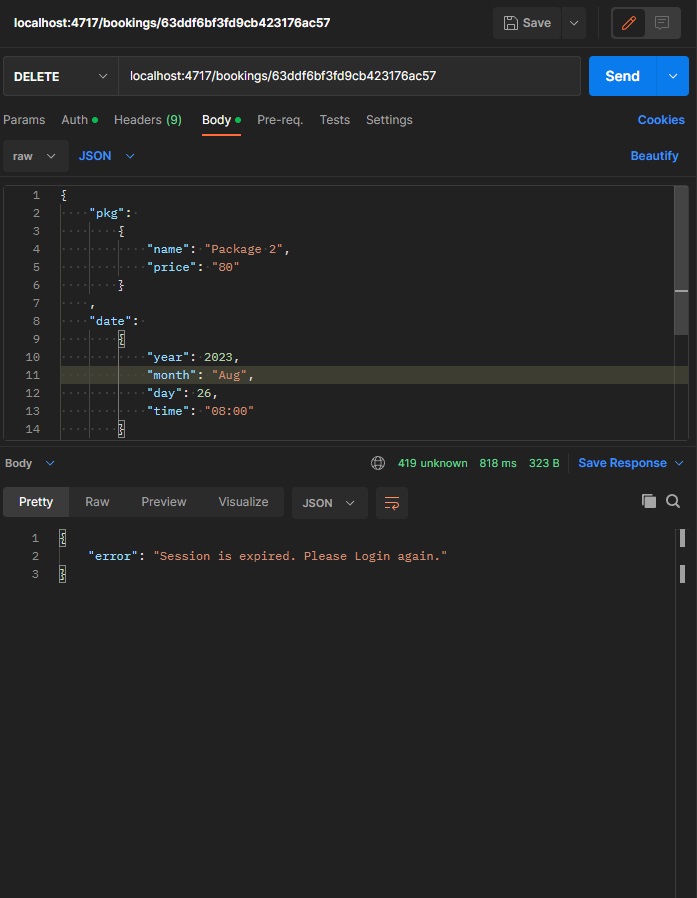 localhost:4717/bookings/63ddf6bf3fd9cb423176ac57
Save
DELETE
localhost:4717/bookings/63ddf6bf3fd9cb423176ac57
Send
Params Auth Headers (9) Body Pre-req. Tests Settings Cookies
raw JSON Beautify
1 {
2 "pkg":
3 {
4 "name": "Package 2",
5 "price": "80"
6 }
7 ,
8 "date":
9 {
10 "year": 2023,
11 "month": "Aug",
12 "day": 26,
13 "time": "08:00"
14 }
Body 419 unknown 818 ms 323 B Save Response
Pretty Raw Preview Visualize JSON
1 {
2 "error": "Session is expired. Please Login again."
3 }